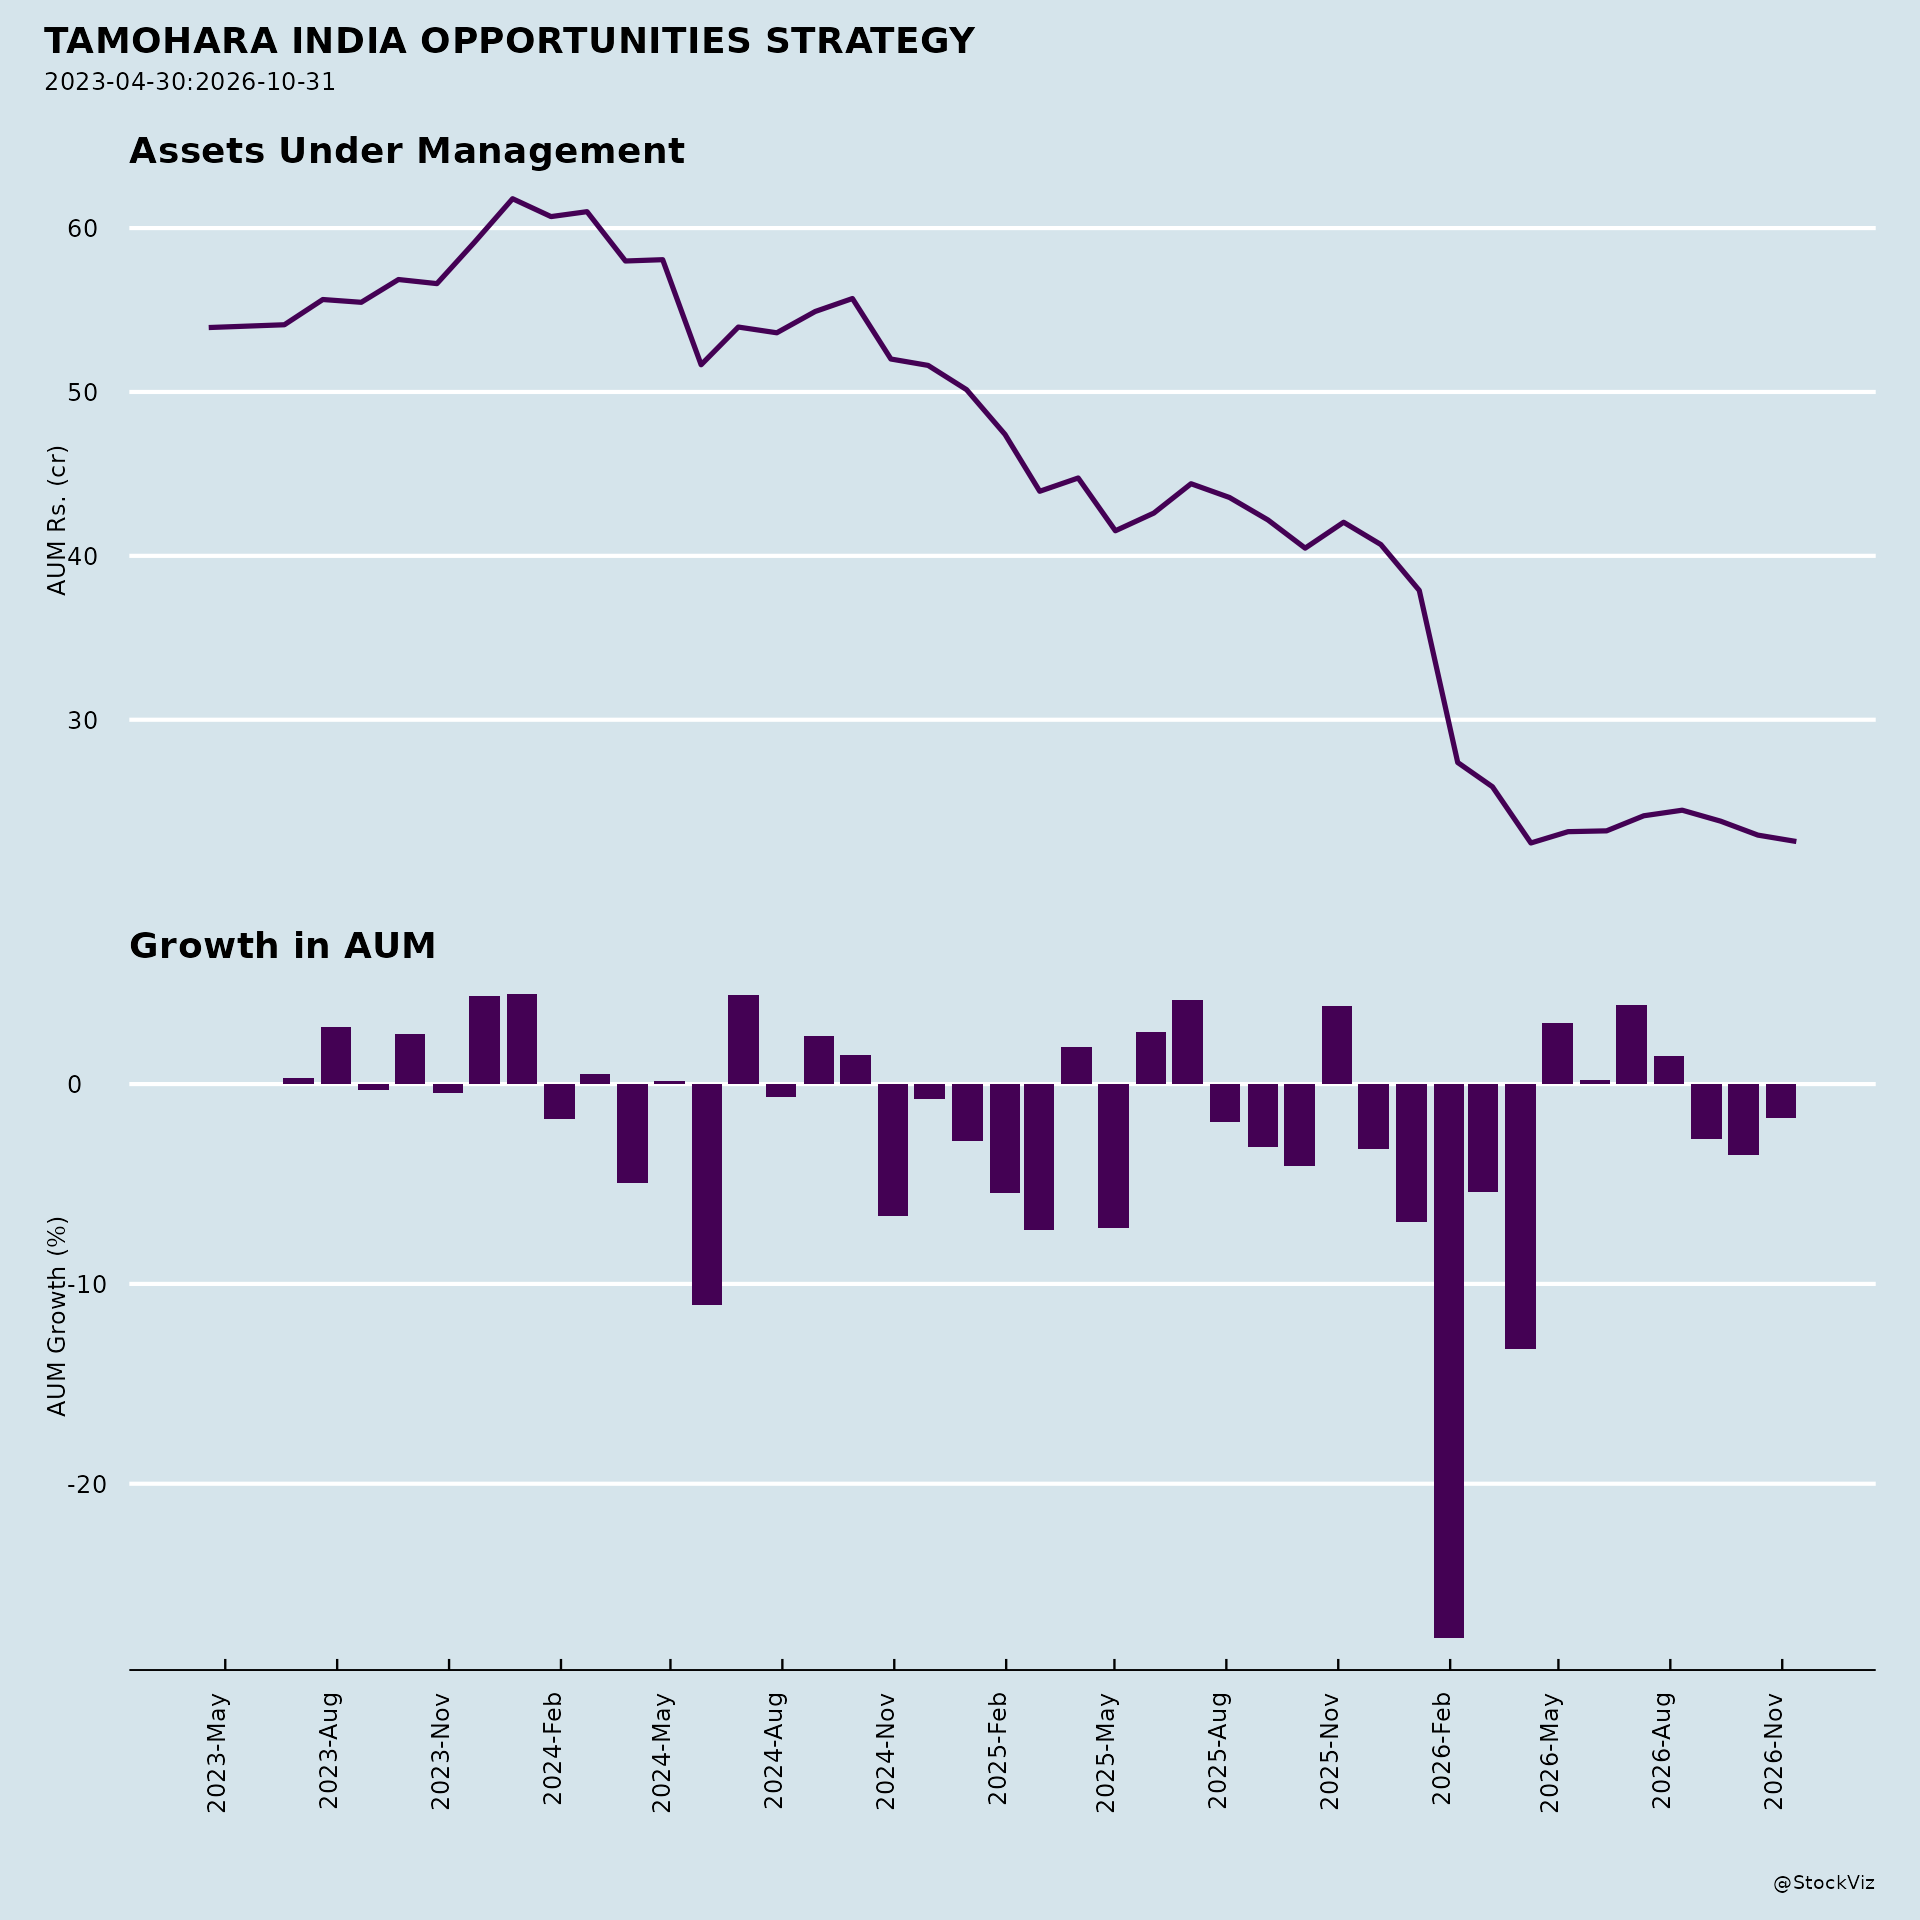 TAMOHARA INDIA OPPORTUNITIES STRATEGY
2023-04-30:2026-10-31
Assets Under Management
60
50
40
30
AUM Rs. (cr)
Growth in AUM
0
-10
-20
AUM Growth (%)
2023-May
2023-Aug
2023-Nov
2024-Feb
2024-May
2024-Aug
2024-Nov
2025-Feb
2025-May
2025-Aug
2025-Nov
2026-Feb
2026-May
2026-Aug
2026-Nov
@StockViz